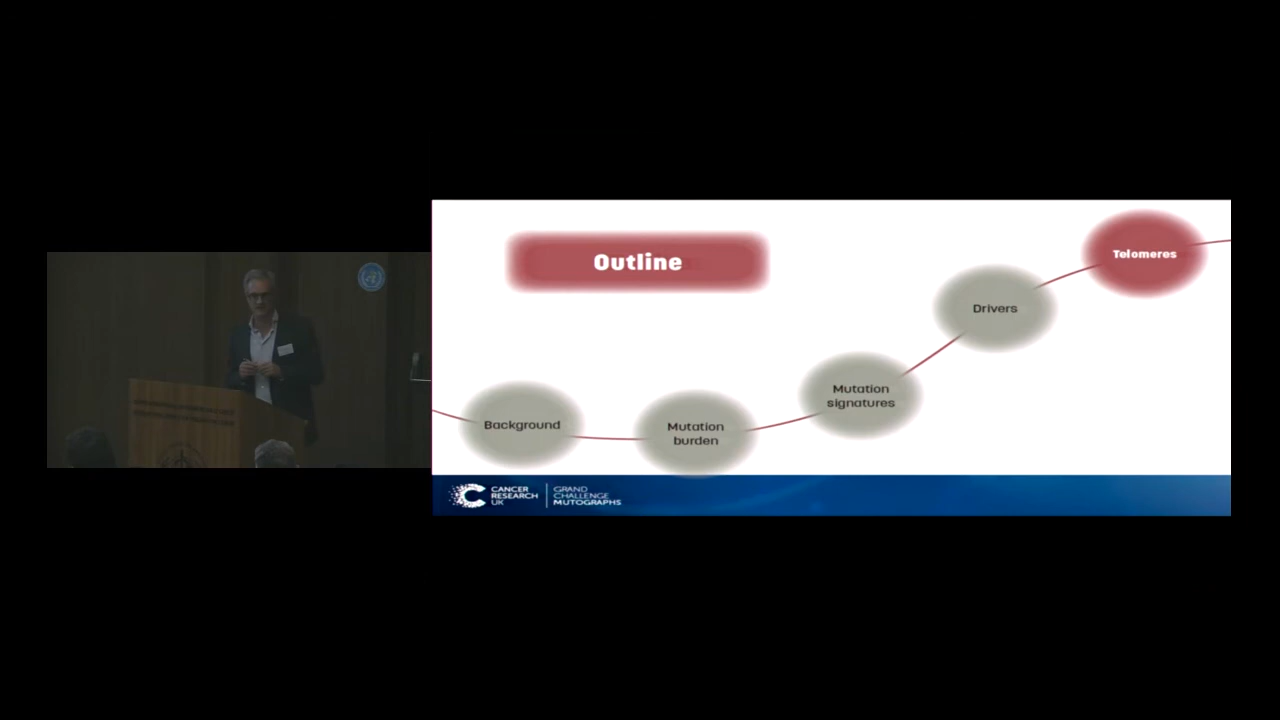 Outline
Telomeres
Drivers
Mutation
signatures
Background
Mutation
burden
CANCER
RESEARCH
UK
GRAND
CHALLENGE
MUTOGRAPHS